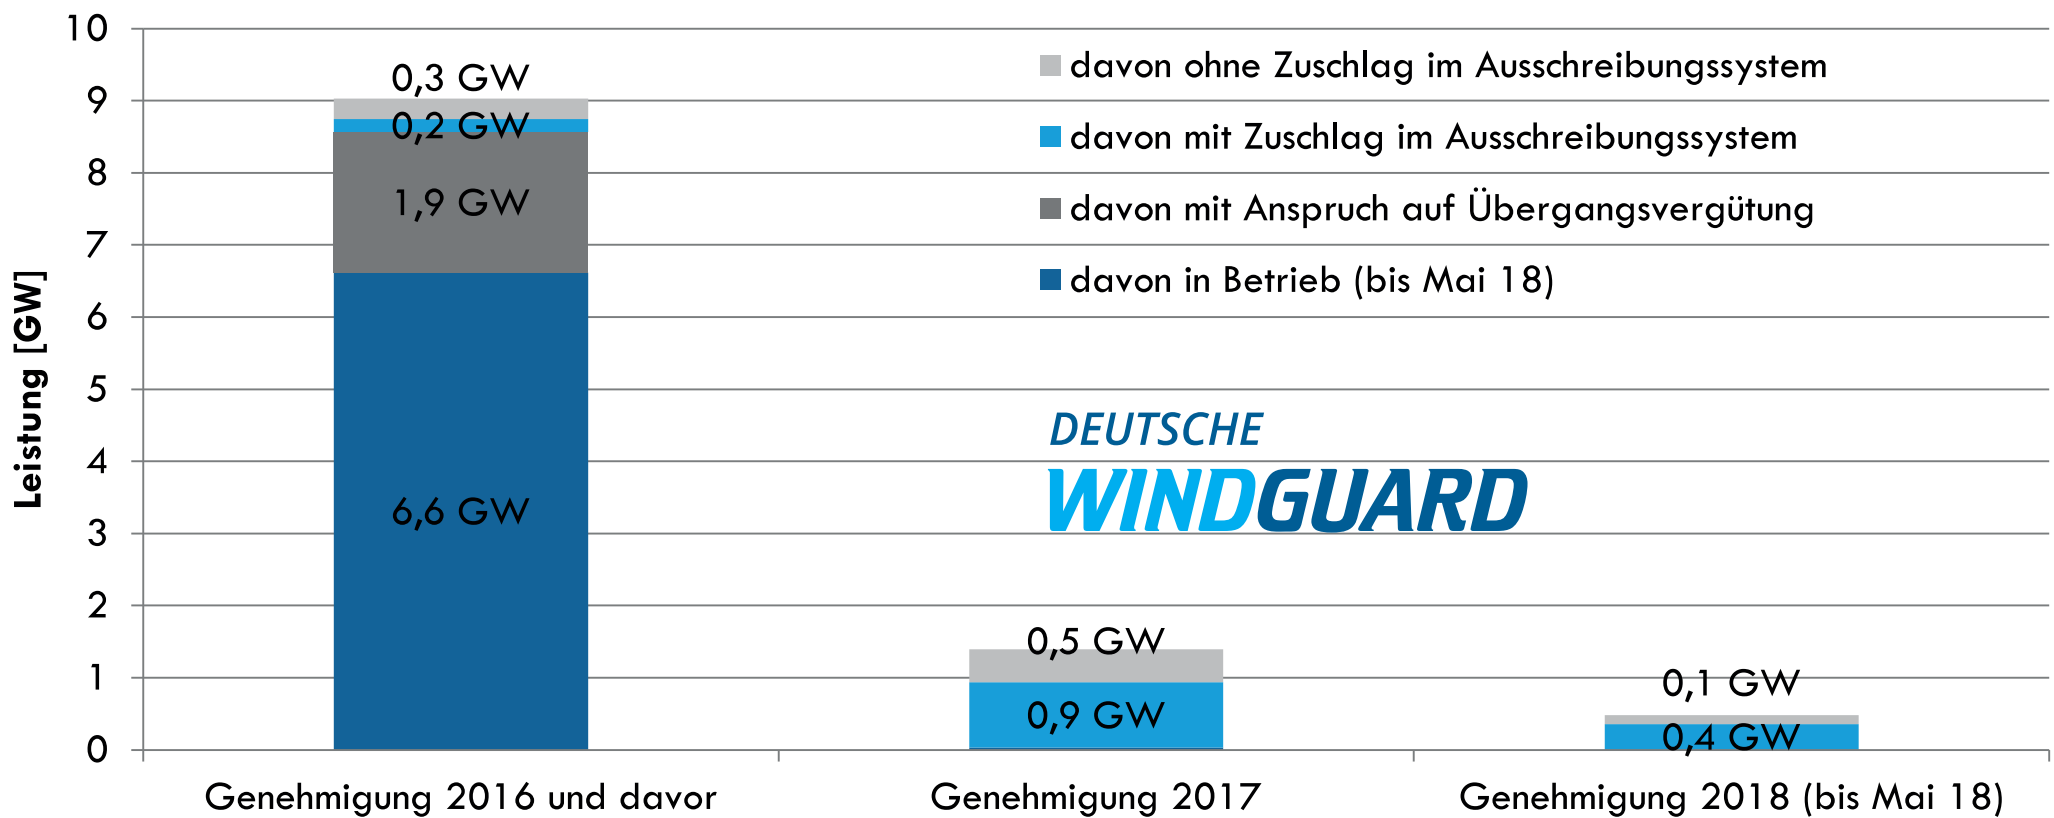 10
9
8
7
6
5
4
3
2
1
0
Leistung [GW]
0,3 GW
0,2 GW
1,9 GW
6,6 GW
0,5 GW
0,9 GW
0,1 GW
0,4 GW
davon ohne Zuschlag im Ausschreibungssystem
davon mit Zuschlag im Ausschreibungssystem
davon mit Anspruch auf Übergangsvergütung
davon in Betrieb (bis Mai 18)
DEUTSCHE
WINDGUARD
Genehmigung 2016 und davor
Genehmigung 2017
Genehmigung 2018 (bis Mai 18)